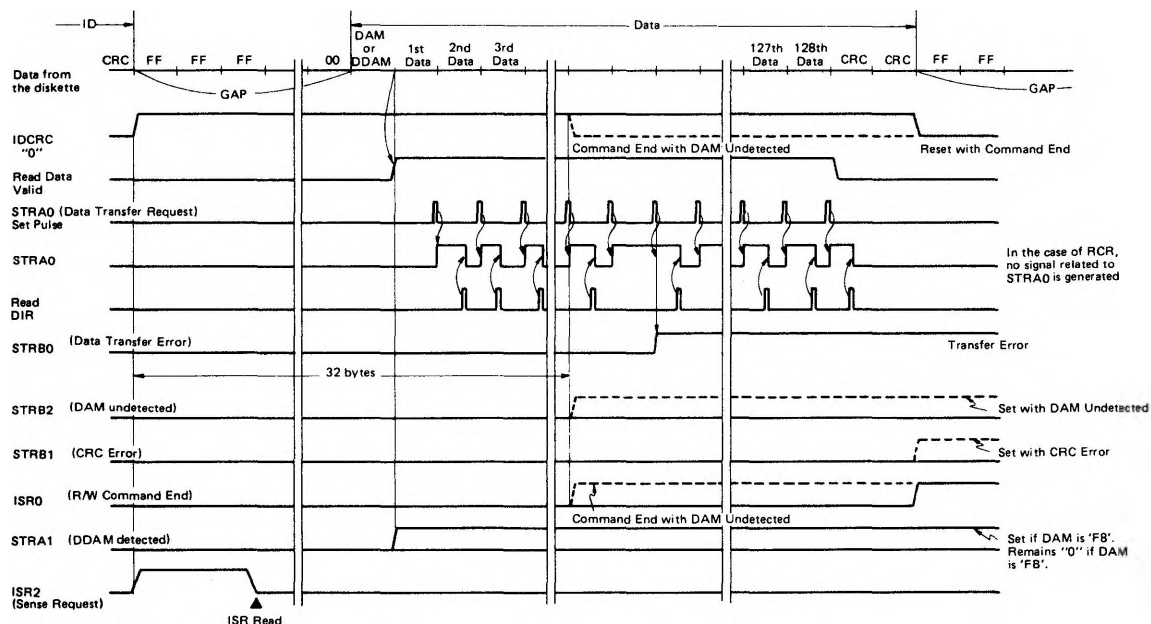 ID
Data
CRC FF FF FF 00 DAM or DDAM 1st Data 2nd Data 3rd Data 127th Data 128th Data CRC CRC FF FF
Data from the diskette
GAP
GAP
IDCRC "0"
Command End with DAM Undetected
Reset with Command End
Read Data Valid
STRA0 (Data Transfer Request) Set Pulse
STRA0
In the case of RCR, no signal related to STRA0 is generated
Read DIR
STRB0 (Data Transfer Error)
Transfer Error
32 bytes
STRB2 (DAM undetected)
Set with DAM Undetected
STRB1 (CRC Error)
Set with CRC Error
ISR0 (R/W Command End)
Command End with DAM Undetected
STRA1 (DDAM detected)
Set if DAM is 'F8'.
Remains "0" if DAM is 'FB'.
ISR2 (Sense Request)
ISR Read